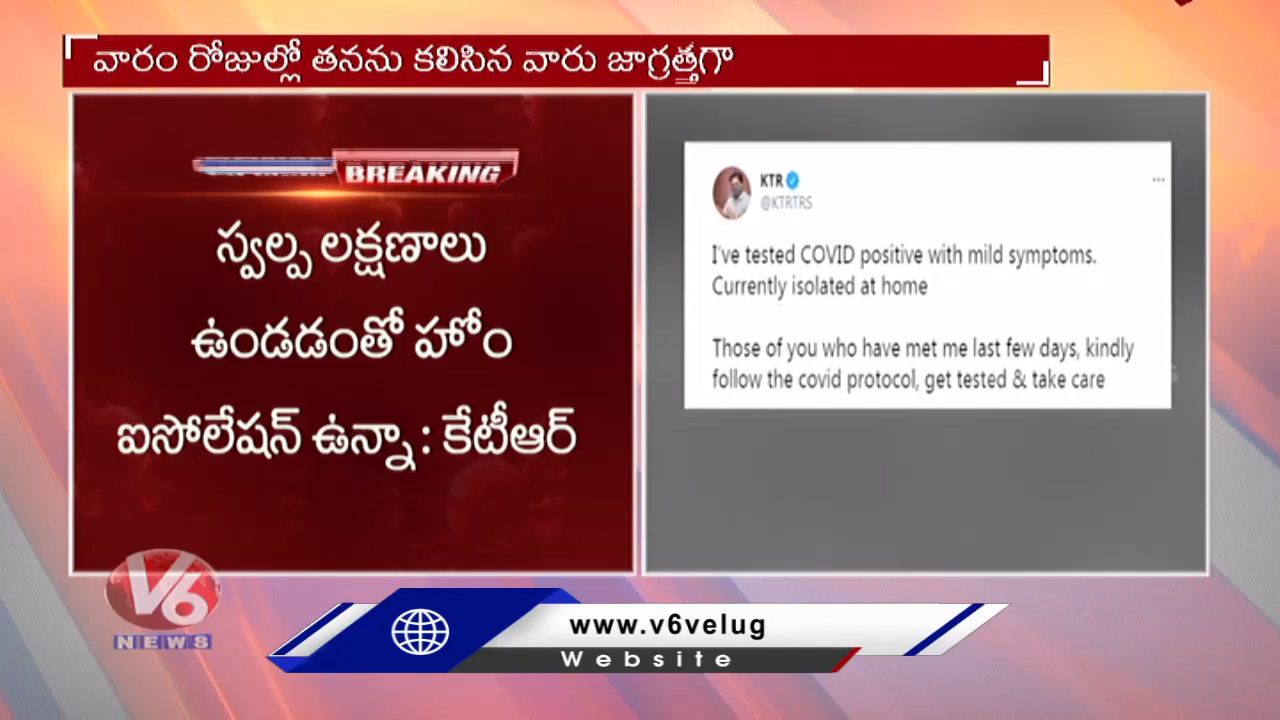 వారం రోజుల్లో తనను కలిసిన వారు జాగ్రత్తగా
BREAKING
స్వల్ప లక్షణాలు
ఉండడంతో హోం
ఐసోలేషన్ ఉన్నా : కేటీఆర్
KTR
@KTRTRS
I've tested COVID positive with mild symptoms.
Currently isolated at home
Those of you who have met me last few days, kindly
follow the covid protocol, get tested & take care
V6
NEWS
www.v6velug
Website